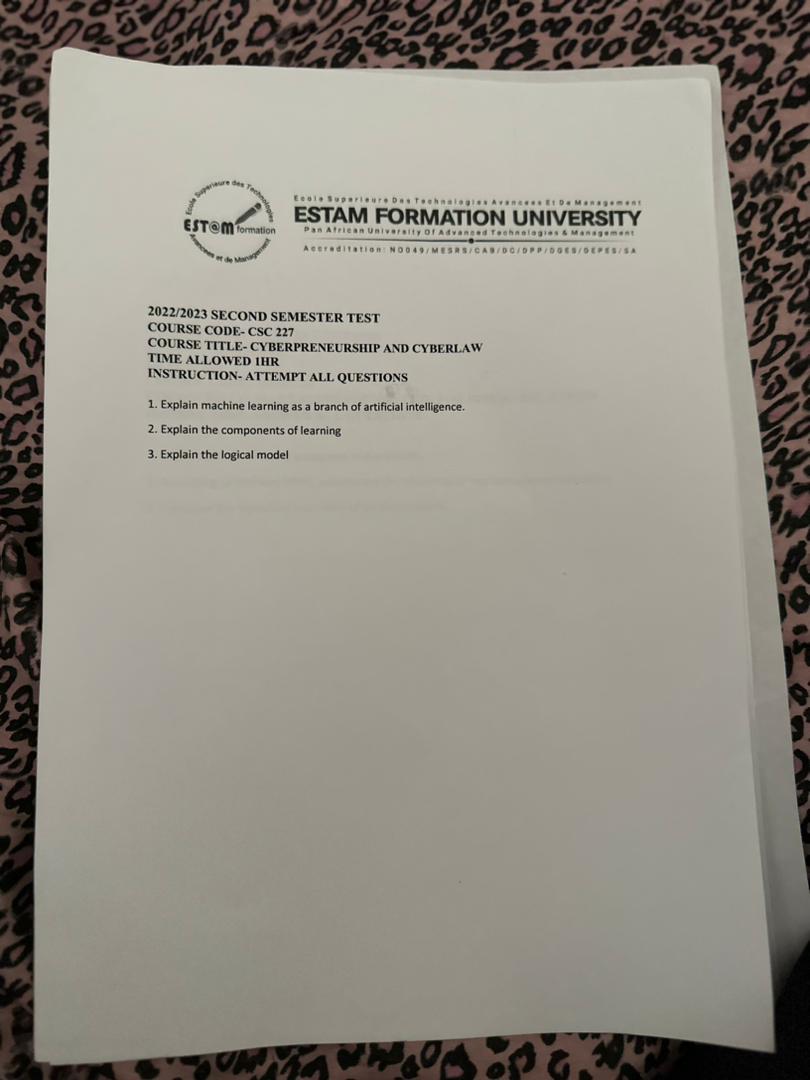 Ecole Superieure des Technologies
EST@M formation
Avancees et de Management
Ecole Superieure Des Technologies Avancees Et De Management
ESTAM FORMATION UNIVERSITY
Pan African University Of Advanced Technologies & Management
Accreditation: N0049/MESRS/CAB/DC/DPP/DGES/DEPES/SA
2022/2023 SECOND SEMESTER TEST
COURSE CODE- CSC 227
COURSE TITLE- CYBERPRENEURSHIP AND CYBERLAW
TIME ALLOWED 1HR
INSTRUCTION- ATTEMPT ALL QUESTIONS
1. Explain machine learning as a branch of artificial intelligence.
2. Explain the components of learning
3. Explain the logical model